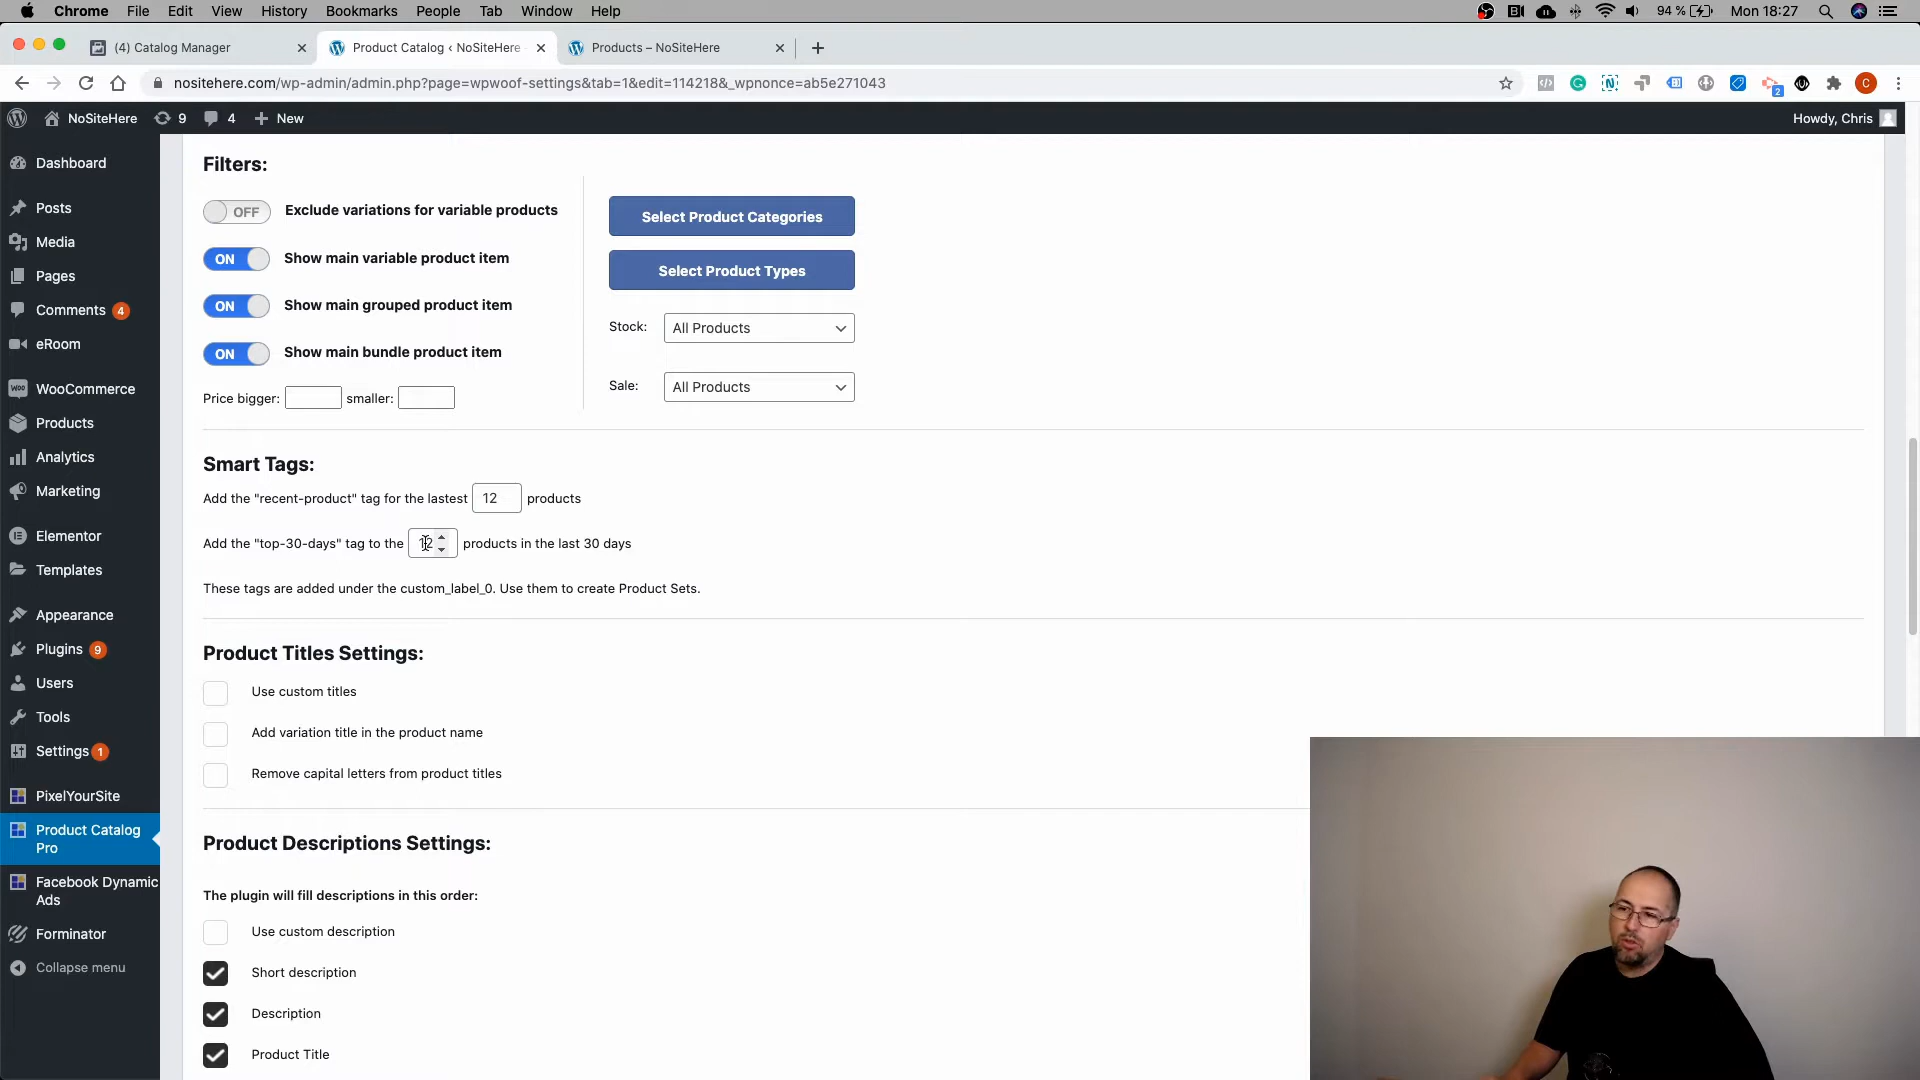 Chrome File Edit View History Bookmarks People Tab Window Help 94 % Mon 18:27
(4) Catalog Manager
Product Catalog ‹ NoSiteHere
Products – NoSiteHere
nositehere.com/wp-admin/admin.php?page=wpwoof-settings&tab=1&edit=114218&_wpnonce=ab5e271043
2
C
NoSiteHere 9 4 New Howdy, Chris
Dashboard
Posts
Media
Pages
Comments 4
eRoom
WooCommerce
Products
Analytics
Marketing
Elementor
Templates
Appearance
Plugins 9
Users
Tools
Settings 1
PixelYourSite
Product Catalog
Pro
Facebook Dynamic
Ads
Forminator
Collapse menu
Filters:
OFF Exclude variations for variable products
ON Show main variable product item
ON Show main grouped product item
ON Show main bundle product item
Price bigger: smaller:
Select Product Categories
Select Product Types
Stock: All Products
Sale: All Products
Smart Tags:
Add the "recent-product" tag for the lastest 12 products
Add the "top-30-days" tag to the 12 products in the last 30 days
These tags are added under the custom_label_0. Use them to create Product Sets.
Product Titles Settings:
Use custom titles
Add variation title in the product name
Remove capital letters from product titles
Product Descriptions Settings:
The plugin will fill descriptions in this order:
Use custom description
Short description
Description
Product Title